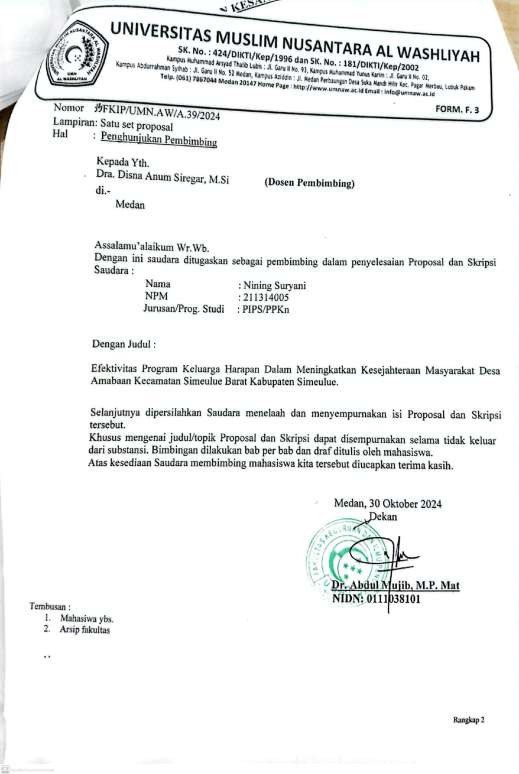 UNIVERSITAS MUSLIM NUSANTARA AL WASHLIYAH
SK. No. : 424/DIKTI/Kep/1996 dan SK. No. : 181/DIKTI/Kep/2002
Kampus Muhammad Arsyad Thalib Lubis : Jl. Garu II No. 93, Kampus Muhammad Yunus Karim : Jl. Garu II No. 02,
Kampus Abdurrahman Syihab : Jl. Garu II No. 52 Medan, Kampus Aziddin : Jl. Medan Perbaungan Desa Suka Mandi Hilir Kec. Pagar Merbau, Lubuk Pakam
Telp. (061) 7867044 Medan 20147 Home Page : http://www.umnaw.ac.id Email : info@umnaw.ac.id
UMN
AL WASHLIYAH
FORM. F. 3
Nomor /FKIP/UMN.AW/A.39/2024
Lampiran: Satu set proposal
Hal : Penghunjukan Pembimbing
Kepada Yth.
Dra. Disna Anum Siregar, M.Si (Dosen Pembimbing)
di.-
Medan
Assalamu'alaikum Wr.Wb.
Dengan ini saudara ditugaskan sebagai pembimbing dalam penyelesaian Proposal dan Skripsi
Saudara :
Nama : Nining Suryani
NPM : 211314005
Jurusan/Prog. Studi : PIPS/PPKn
Dengan Judul :
Efektivitas Program Keluarga Harapan Dalam Meningkatkan Kesejahteraan Masyarakat Desa
Amabaan Kecamatan Simeulue Barat Kabupaten Simeulue.
Selanjutnya dipersilahkan Saudara menelaah dan menyempurnakan isi Proposal dan Skripsi
tersebut.
Khusus mengenai judul/topik Proposal dan Skripsi dapat disempurnakan selama tidak keluar
dari substansi. Bimbingan dilakukan bab per bab dan draf ditulis oleh mahasiswa.
Atas kesediaan Saudara membimbing mahasiswa kita tersebut diucapkan terima kasih.
Medan, 30 Oktober 2024
Dekan
Dr. Abdul Mujib, M.P. Mat
NIDN: 0111038101
Tembusan :
1. Mahasiwa ybs.
2. Arsip fakultas
Rangkap 2